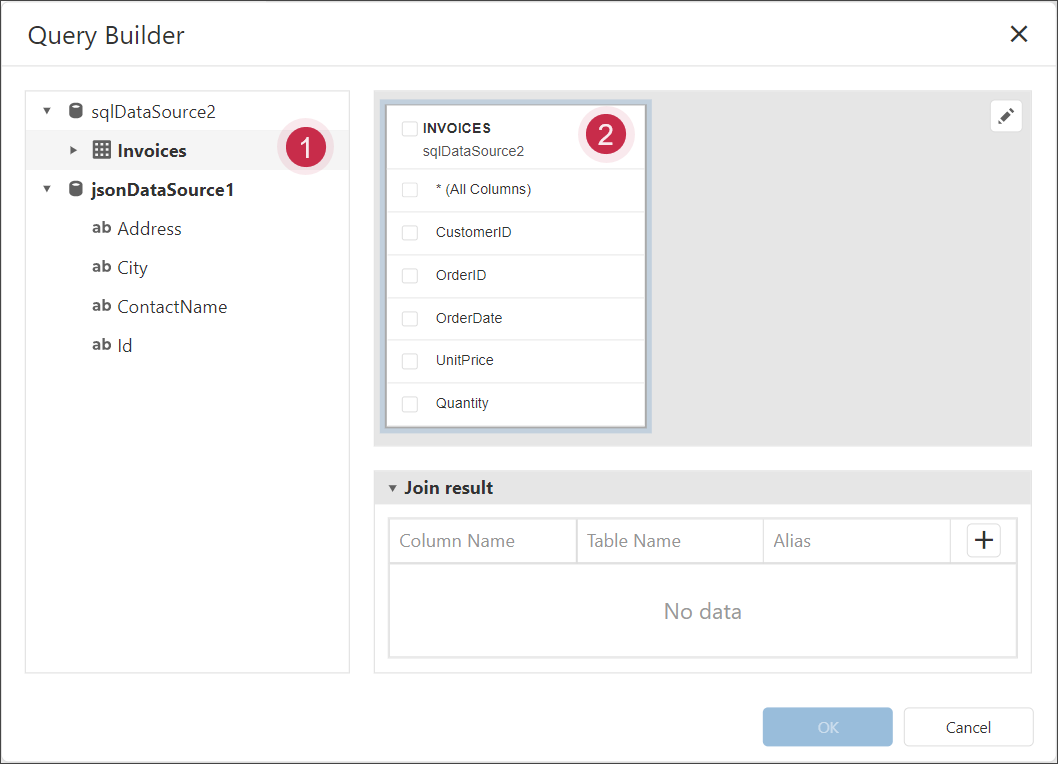 Query Builder
sqlDataSource2
Invoices
1
jsonDataSource1
ab Address
ab City
ab ContactName
ab Id
INVOICES
2
sqlDataSource2
* (All Columns)
CustomerID
OrderID
OrderDate
UnitPrice
Quantity
Join result
Column Name Table Name Alias
No data
OK Cancel